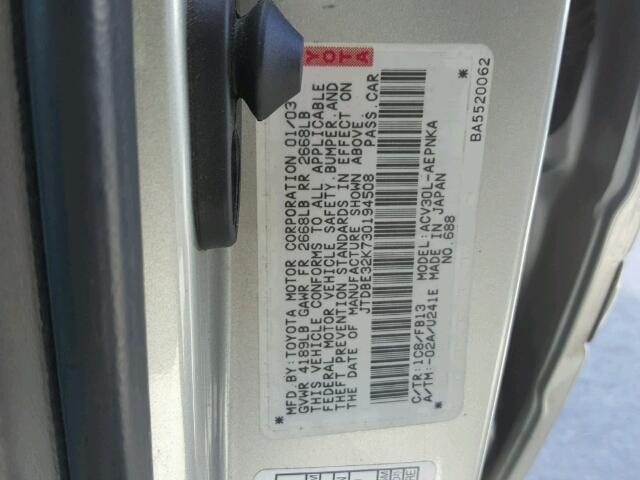 TOYOTA
MFD.BY:TOYOTA MOTOR CORPORATION 01/03
GVWR 4189LB GAWR FR 2668LB RR 2668LB
THIS VEHICLE CONFORMS TO ALL APPLICABLE
FEDERAL MOTOR VEHICLE SAFETY,BUMPER,AND
THEFT PREVENTION STANDARDS IN EFFECT ON
THE DATE OF MANUFACTURE SHOWN ABOVE.
JTDBE32K730194508 PASS.CAR
* *
C/TR:1C8/FB13 MODEL:ACV30L-AEPNKA
A/TM:-02A/U241E MADE IN JAPAN
NO.688
BA5520062